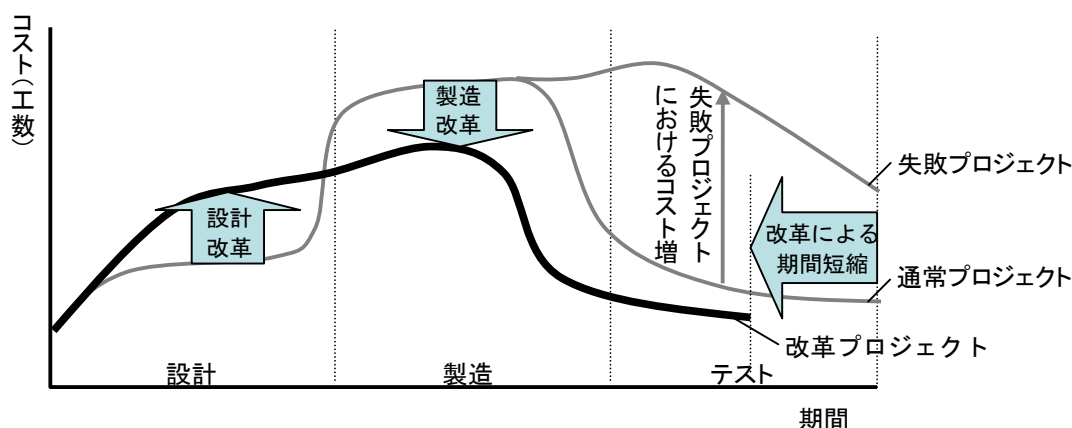 コスト(工数)
製造
改革
設計
改革
失敗プロジェクト
におけるコスト増
改革による
期間短縮
失敗プロジェクト
通常プロジェクト
改革プロジェクト
設計
製造
テスト
期間